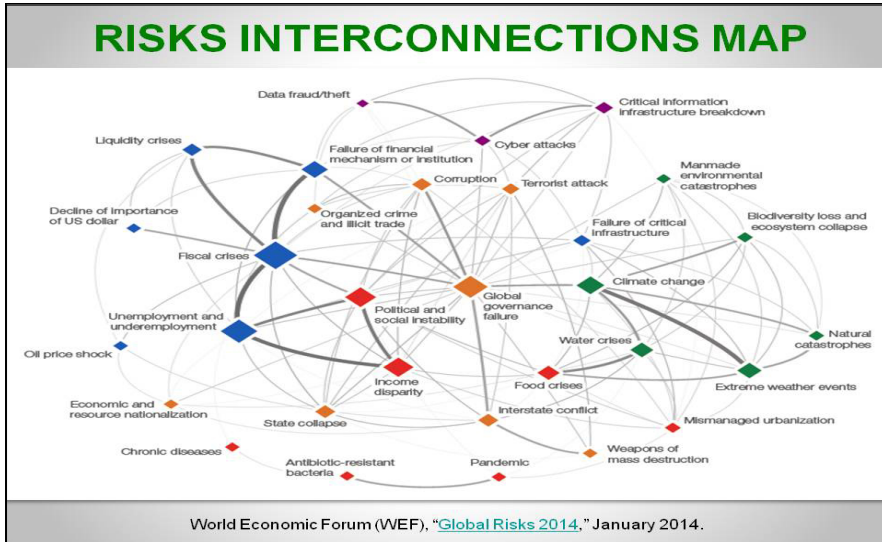 RISKS INTERCONNECTIONS MAP
Data fraud/theft
Critical information
infrastructure breakdown
Liquidity crises
Failure of financial
mechanism or institution
Cyber attacks
Corruption
Terrorist attack
Manmade
environmental
catastrophes
Decline of importance
of US dollar
Organized crime
and illicit trade
Failure of critical
infrastructure
Biodiversity loss and
ecosystem collapse
Fiscal crises
Climate change
Unemployment and
underemployment
Political and
social instability
Global
governance
failure
Oil price shock
Water crises
Natural
catastrophes
Income
disparity
Food crises
Extreme weather events
Economic and
resource nationalization
State collapse
Interstate conflict
Mismanaged urbanization
Chronic diseases
Antibiotic-resistant
bacteria
Pandemic
Weapons of
mass destruction
World Economic Forum (WEF), “Global Risks 2014,” January 2014.